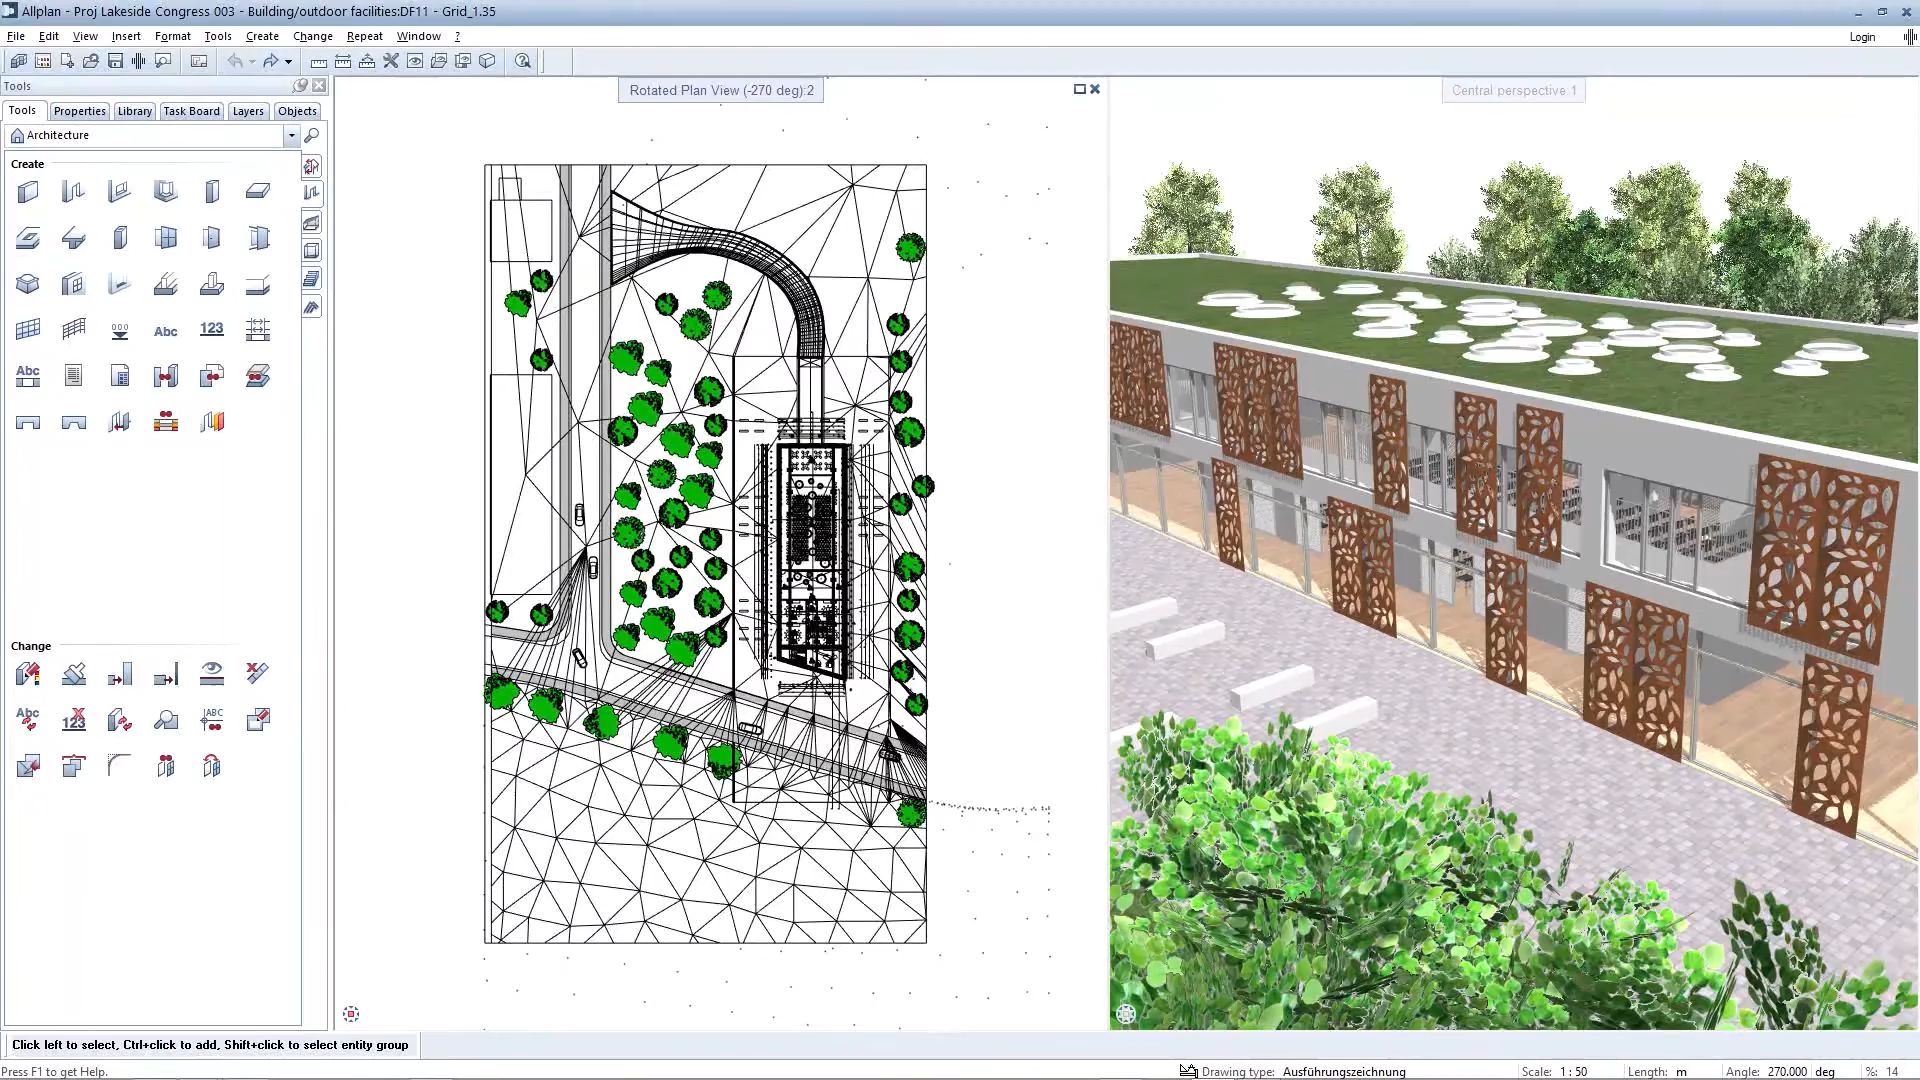 Allplan - Proj Lakeside Congress 003 - Building/outdoor facilities:DF11 - Grid_1.35
File Edit View Insert Format Tools Create Change Repeat Window ?
Login
Tools
Tools Properties Library Task Board Layers Objects
Architecture
Create
Abc
123
Abc
Change
Abc
123
ABC
Rotated Plan View (-270 deg):2
Central perspective:1
Click left to select, Ctrl+click to add, Shift+click to select entity group
Press F1 to get Help.
Drawing type: Ausführungszeichnung
Scale: 1 : 50
Length: m
Angle: 270.000 deg
%: 14